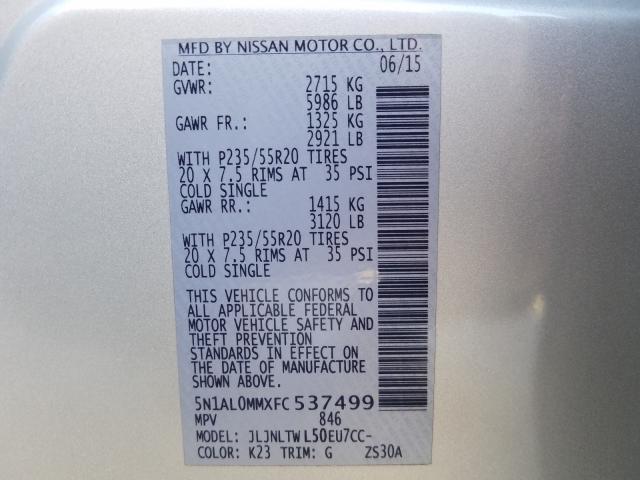 MFD BY NISSAN MOTOR CO., LTD.
DATE: 06/15
GVWR: 2715 KG
5986 LB
GAWR FR.: 1325 KG
2921 LB
WITH P235/55R20 TIRES
20 X 7.5 RIMS AT 35 PSI
COLD SINGLE
GAWR RR.: 1415 KG
3120 LB
WITH P235/55R20 TIRES
20 X 7.5 RIMS AT 35 PSI
COLD SINGLE
THIS VEHICLE CONFORMS TO
ALL APPLICABLE FEDERAL
MOTOR VEHICLE SAFETY AND
THEFT PREVENTION
STANDARDS IN EFFECT ON
THE DATE OF MANUFACTURE
SHOWN ABOVE.
5N1AL0MMXFC537499
MPV 846
MODEL: JLJNLTWL50EU7CC-
COLOR: K23 TRIM: G ZS30A